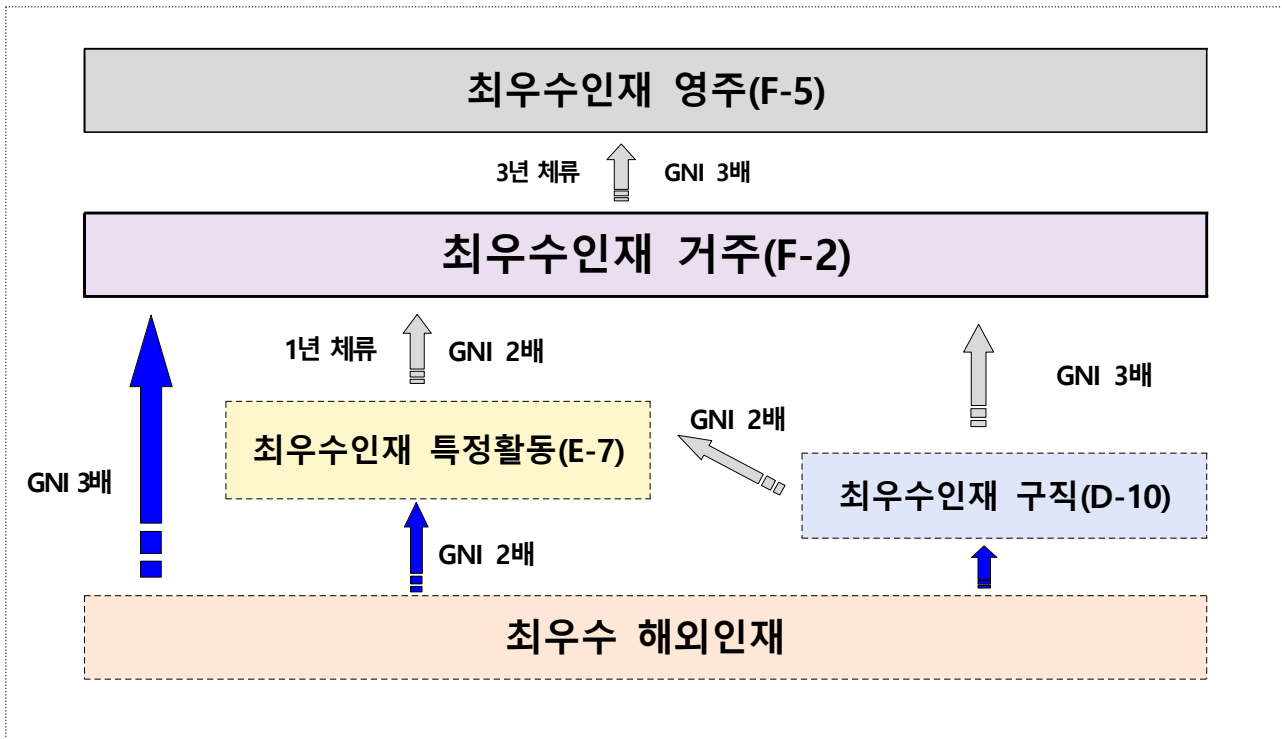 최우수인재 영주(F-5)
3년 체류
GNI 3배
최우수인재 거주(F-2)
1년 체류
GNI 2배
GNI 3배
GNI 2배
최우수인재 특정활동(E-7)
최우수인재 구직(D-10)
GNI 3배
GNI 2배
최우수 해외인재